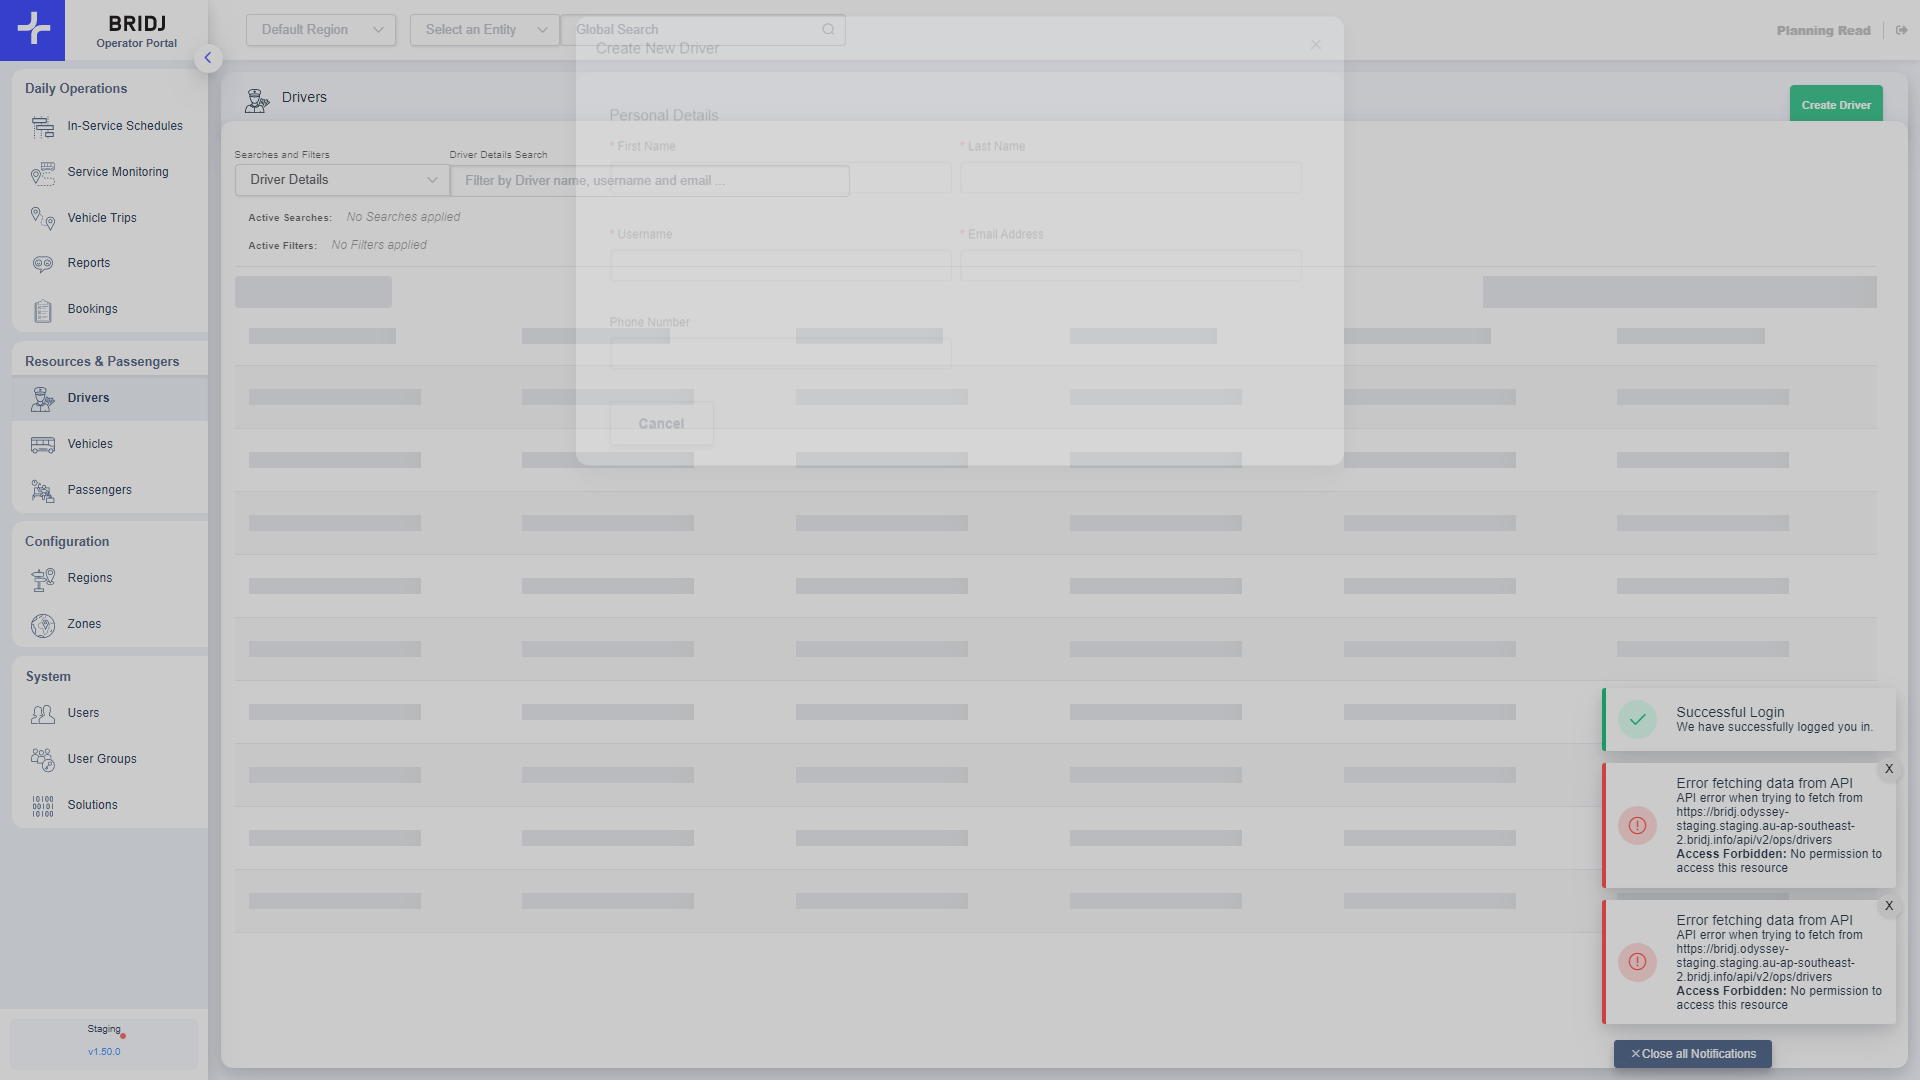 BRIDJ
Operator Portal
Default Region
Select an Entity
Global Search
Planning Read
Daily Operations
In-Service Schedules
Service Monitoring
Vehicle Trips
Reports
Bookings
Resources & Passengers
Drivers
Vehicles
Passengers
Configuration
Regions
Zones
System
Users
User Groups
Solutions
Staging
v1.50.0
Drivers
Create Driver
Searches and Filters
Driver Details Search
Driver Details
Filter by Driver name, username and email ...
Active Searches: No Searches applied
Active Filters: No Filters applied
Create New Driver
Personal Details
* First Name
* Last Name
* Username
* Email Address
Phone Number
Cancel
Successful Login
We have successfully logged you in.
X
Error fetching data from API
API error when trying to fetch from
https://bridj.odyssey-
staging.staging.au-ap-southeast-
2.bridj.info/api/v2/ops/drivers
Access Forbidden: No permission to
access this resource
X
Error fetching data from API
API error when trying to fetch from
https://bridj.odyssey-
staging.staging.au-ap-southeast-
2.bridj.info/api/v2/ops/drivers
Access Forbidden: No permission to
access this resource
Close all Notifications